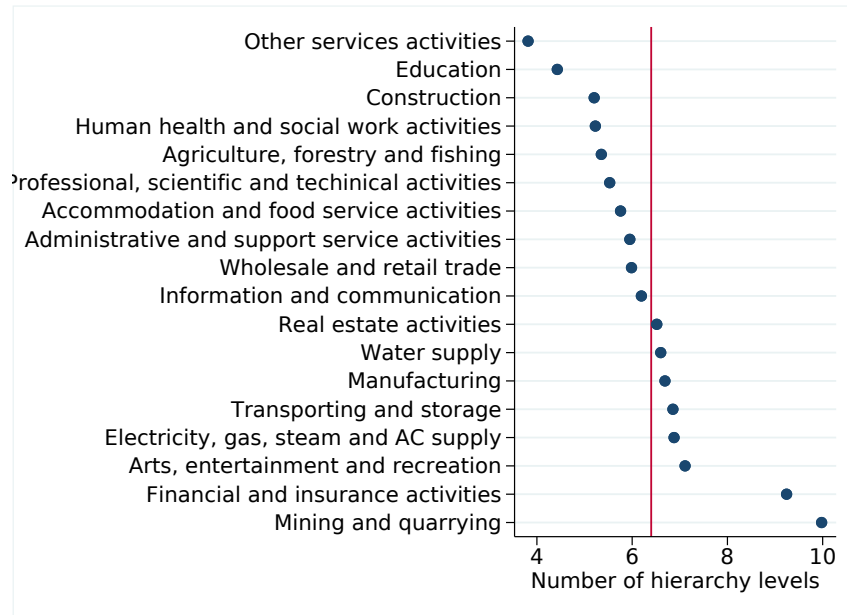 Other services activities
Education
Construction
Human health and social work activities
Agriculture, forestry and fishing
Professional, scientific and techinical activities
Accommodation and food service activities
Administrative and support service activities
Wholesale and retail trade
Information and communication
Real estate activities
Water supply
Manufacturing
Transporting and storage
Electricity, gas, steam and AC supply
Arts, entertainment and recreation
Financial and insurance activities
Mining and quarrying
4 6 8 10
Number of hierarchy levels